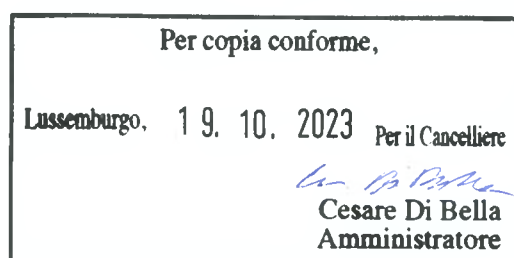 Per copia conforme,
Lussemburgo, 19. 10. 2023 Per il Cancelliere
Cesare Di Bella
Amministratore